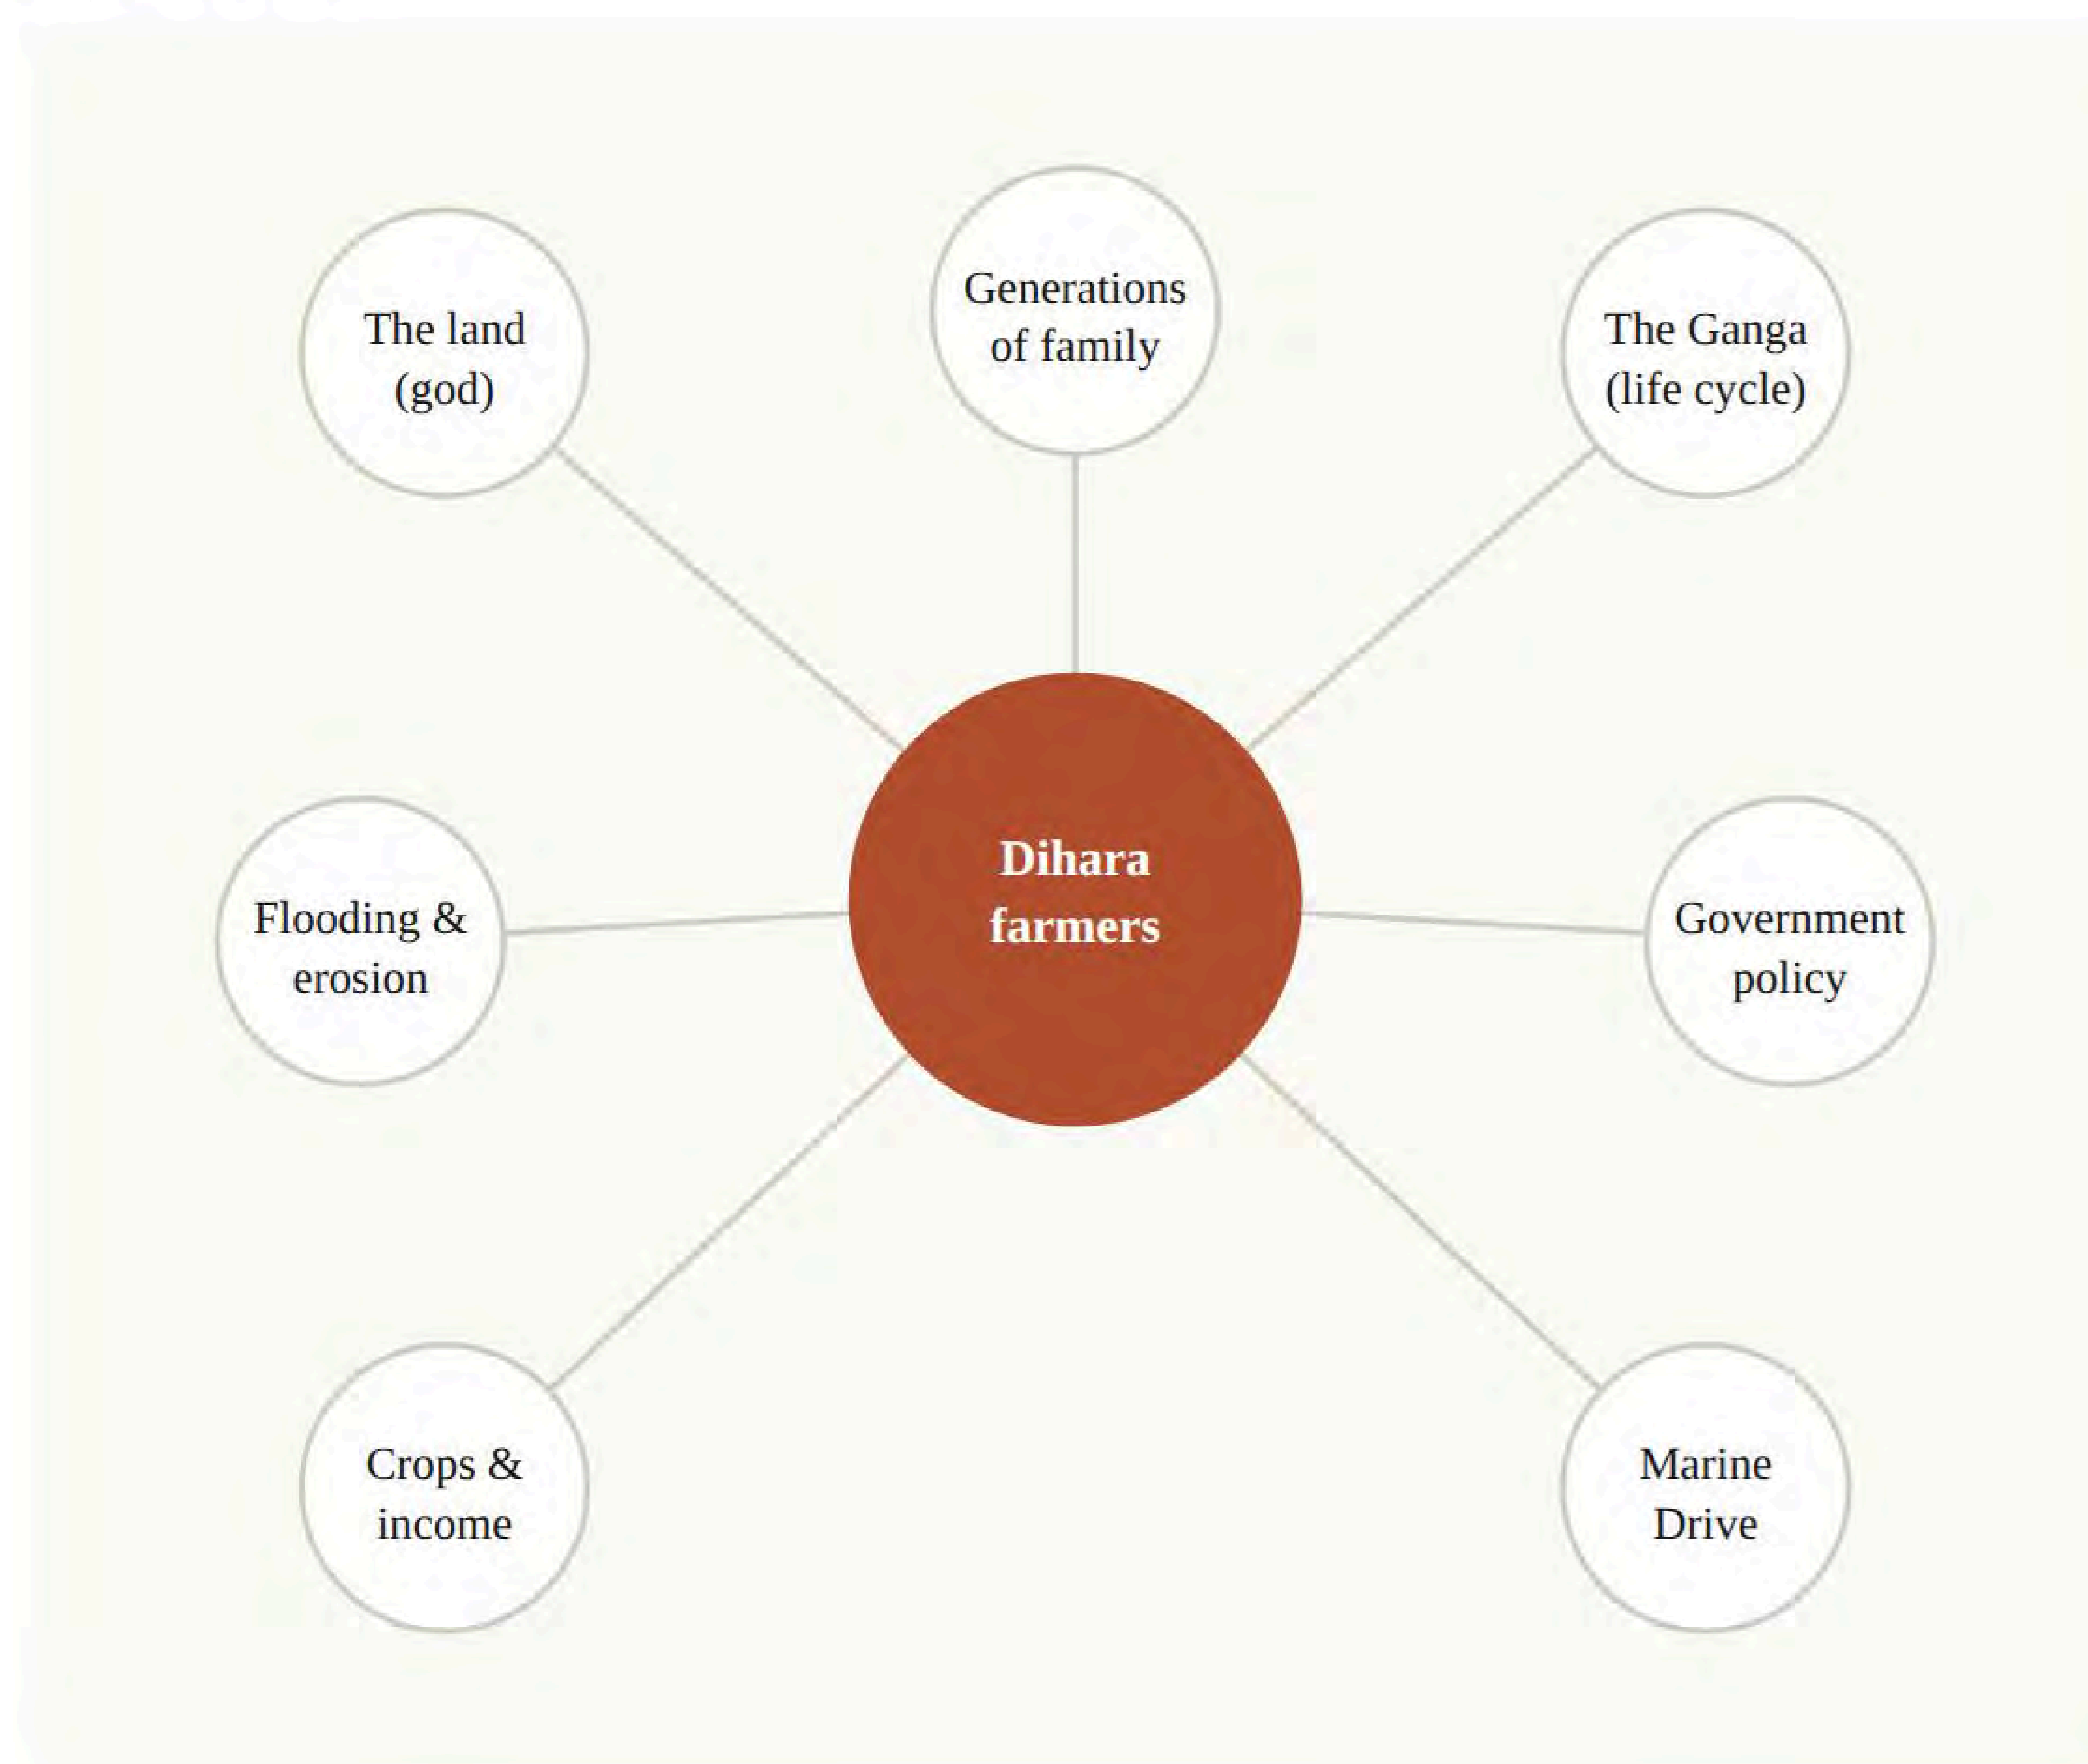 Generations
of family
The land
(god)
The Ganga
(life cycle)
Dihara
farmers
Flooding &
erosion
Government
policy
Crops &
income
Marine
Drive